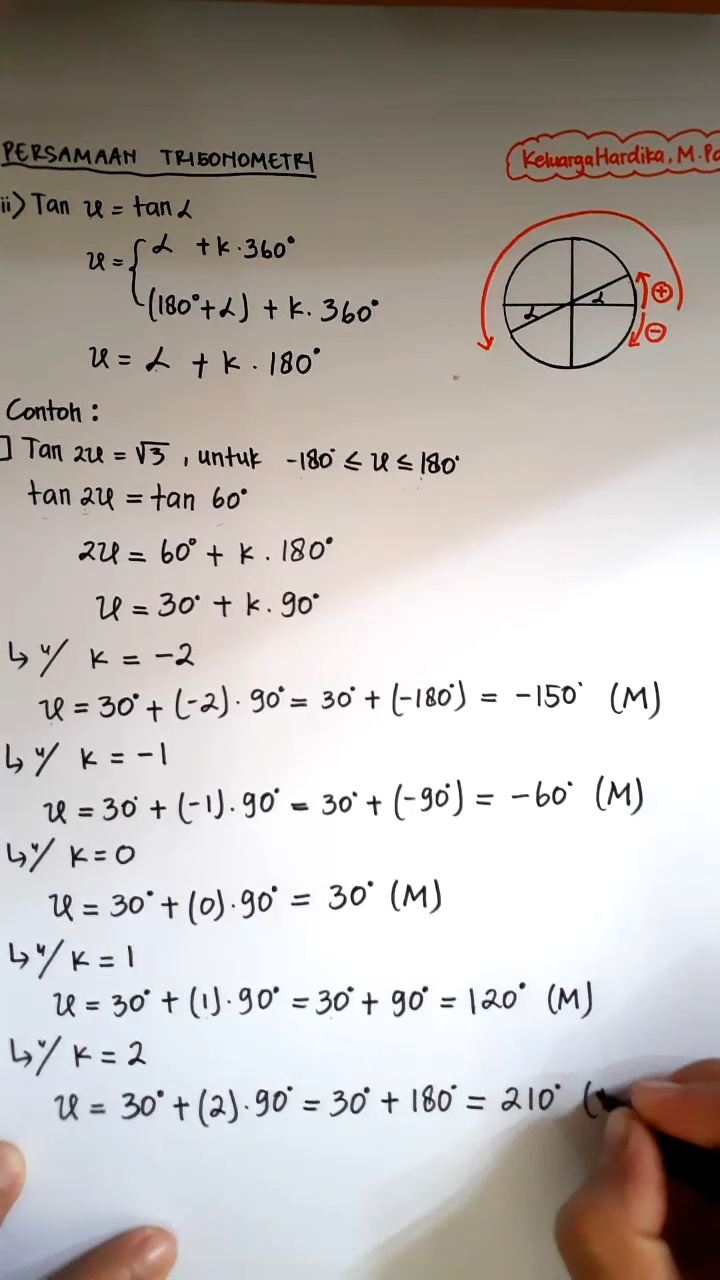 PERSAMAAN TRIGONOMETRI
KeluargaHardika, M.Pd
ii) Tan x = tan α
x = { α + k.360°
(180°+α) + k. 360°
x = α + k . 180°
α
α
+
−
Contoh :
] Tan 2x = √3 , untuk -180° ≤ x ≤ 180°
tan 2x = tan 60°
2x = 60° + k . 180°
x = 30° + k. 90°
↳ u/ k = -2
x = 30° + (-2) . 90° = 30° + (-180°) = -150° (M)
↳ u/ k = -1
x = 30° + (-1) . 90° = 30° + (-90°) = -60° (M)
↳ u/ k = 0
x = 30° + (0) . 90° = 30° (M)
↳ u/ k = 1
x = 30° + (1) . 90° = 30° + 90° = 120° (M)
↳ u/ k = 2
x = 30° + (2) . 90° = 30° + 180° = 210° (